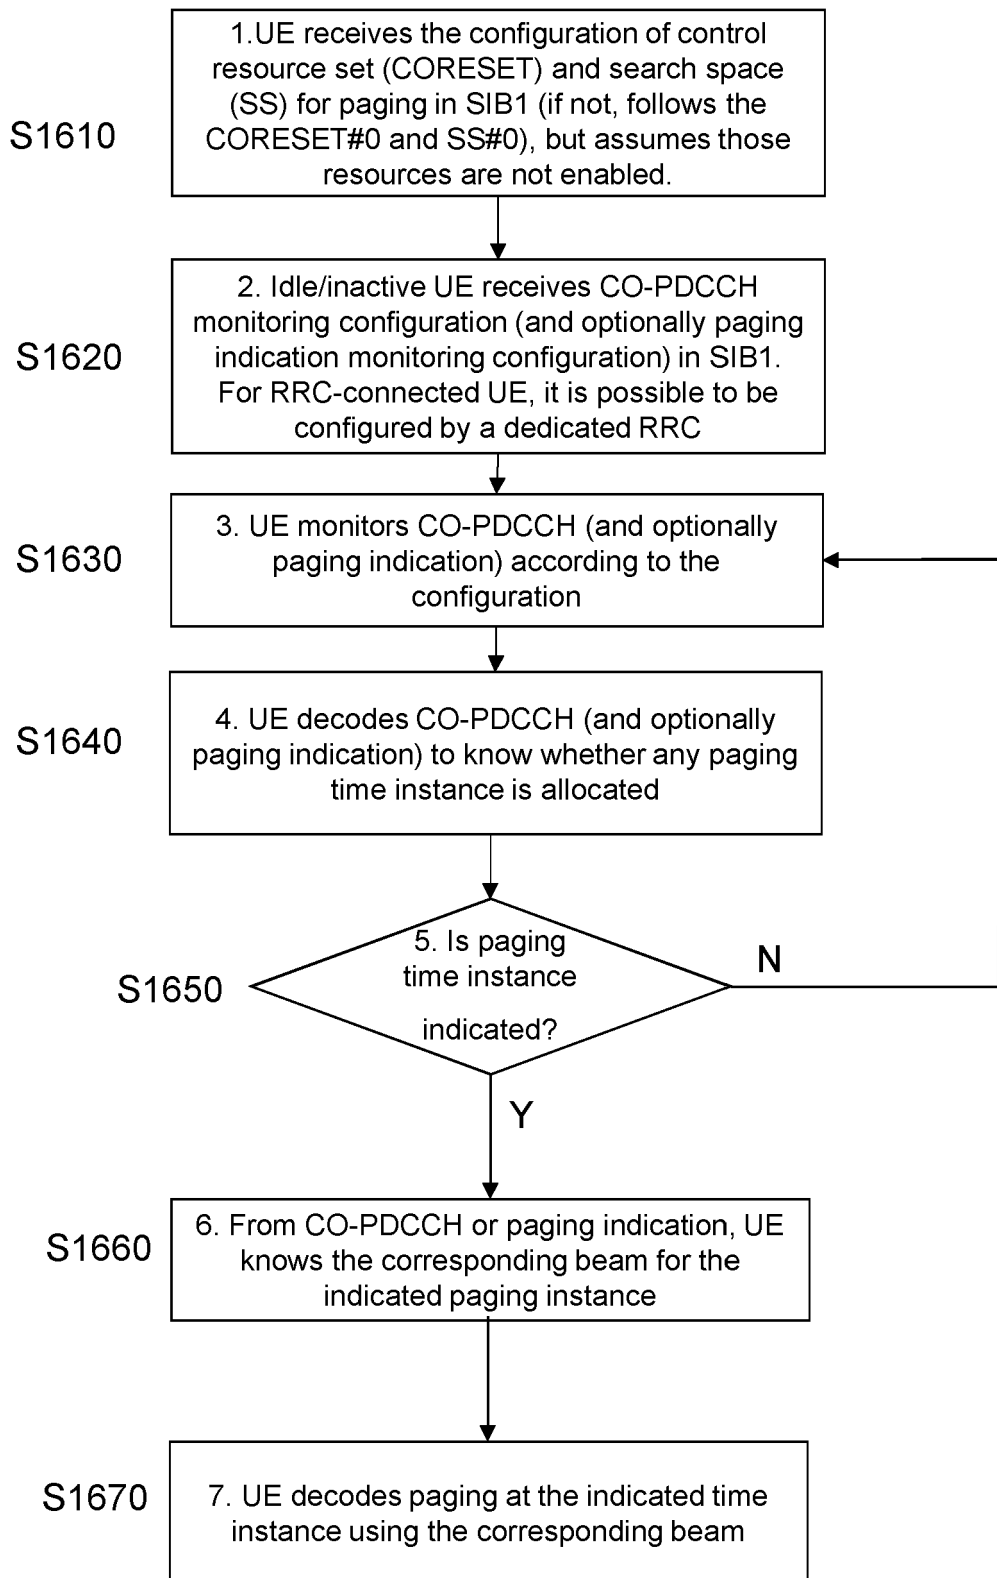 1.UE receives the configuration of control
resource set (CORESET) and search space
(SS) for paging in SIB1 (if not, follows the
CORESET#0 and SS#0), but assumes those
resources are not enabled.
S1610
2. Idle/inactive UE receives CO-PDCCH
monitoring configuration (and optionally paging
indication monitoring configuration) in SIB1.
For RRC-connected UE, it is possible to be
configured by a dedicated RRC
S1620
3. UE monitors CO-PDCCH (and optionally
paging indication) according to the
configuration
S1630
4. UE decodes CO-PDCCH (and optionally
paging indication) to know whether any paging
time instance is allocated
S1640
5. Is paging
time instance
indicated?
S1650
N
Y
6. From CO-PDCCH or paging indication, UE
knows the corresponding beam for the
indicated paging instance
S1660
7. UE decodes paging at the indicated time
instance using the corresponding beam
S1670